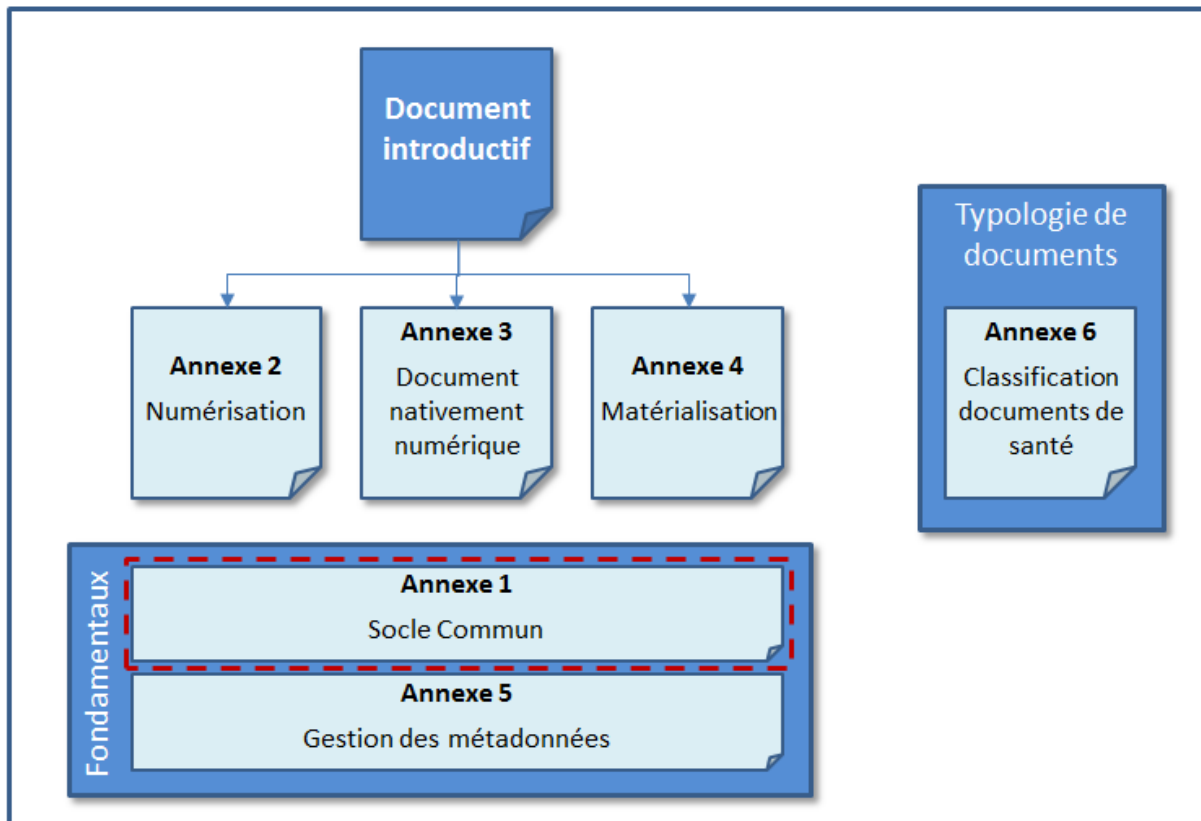 Document
introductif
Typologie de
documents
Annexe 2
Numérisation
Annexe 3
Document
nativement
numérique
Annexe 4
Matérialisation
Annexe 6
Classification
documents de
santé
Fondamentaux
Annexe 1
Socle Commun
Annexe 5
Gestion des métadonnées